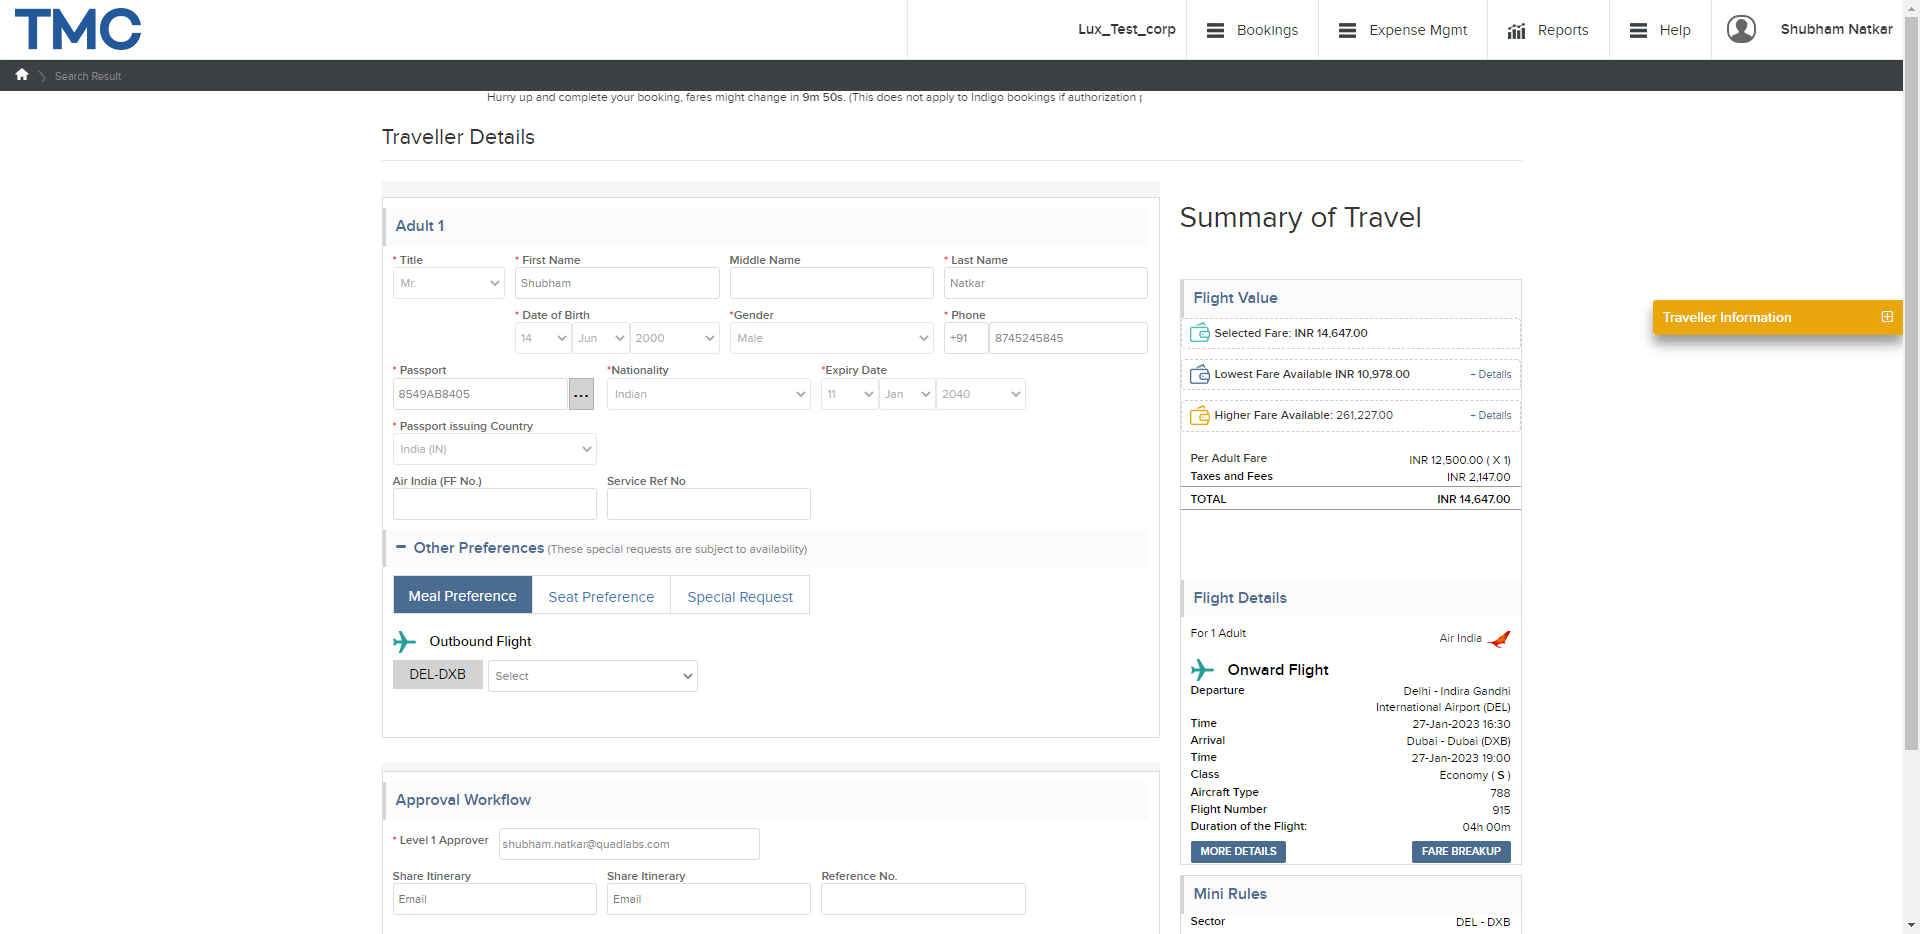 TMC
Lux_Test_corp
Bookings
Expense Mgmt
Reports
Help
Shubham Natkar
Search Result
Hurry up and complete your booking, fares might change in 9m 50s. (This does not apply to Indigo bookings if authorization
Traveller Details
Adult 1
* Title
* First Name
Middle Name
* Last Name
Mr.
Shubham
Natkar
* Date of Birth
*Gender
* Phone
14
Jun
2000
Male
+91
8745245845
* Passport
*Nationality
*Expiry Date
8549AB8405
...
Indian
11
Jan
2040
* Passport issuing Country
India (IN)
Air India (FF No.)
Service Ref No
Other Preferences (These special requests are subject to availability)
Meal Preference
Seat Preference
Special Request
Outbound Flight
DEL-DXB
Select
Approval Workflow
* Level 1 Approver
shubham.natkar@quadlabs.com
Share Itinerary
Share Itinerary
Reference No.
Email
Email
Summary of Travel
Flight Value
Selected Fare: INR 14,647.00
Lowest Fare Available INR 10,978.00
+ Details
Higher Fare Available: 261,227.00
+ Details
Per Adult Fare
INR 12,500.00 ( X 1)
Taxes and Fees
INR 2,147.00
TOTAL
INR 14,647.00
Flight Details
For 1 Adult
Air India
Onward Flight
Departure
Delhi - Indira Gandhi
International Airport (DEL)
Time
27-Jan-2023 16:30
Arrival
Dubai - Dubai (DXB)
Time
27-Jan-2023 19:00
Class
Economy ( S )
Aircraft Type
788
Flight Number
915
Duration of the Flight:
04h 00m
MORE DETAILS
FARE BREAKUP
Mini Rules
Sector
DEL - DXB
Traveller Information